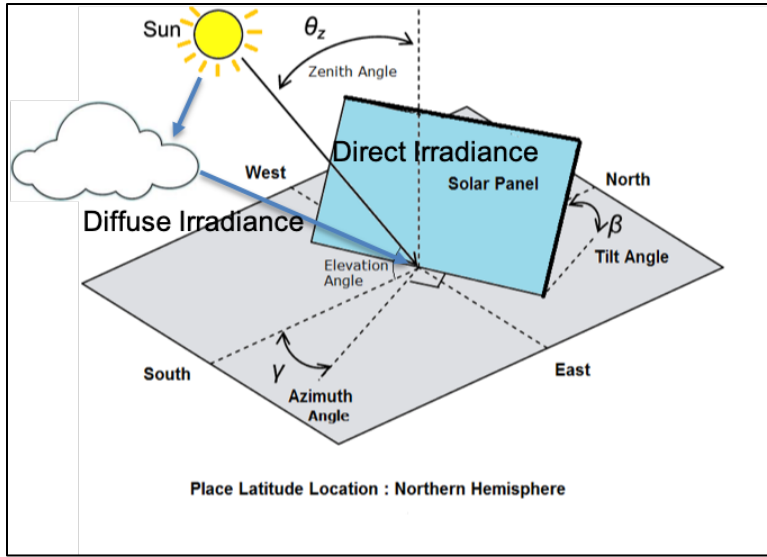 Sun
θz
Zenith Angle
Direct Irradiance
West
Solar Panel
North
Diffuse Irradiance
β
Tilt Angle
Elevation
Angle
South
γ
Azimuth
Angle
East
Place Latitude Location : Northern Hemisphere